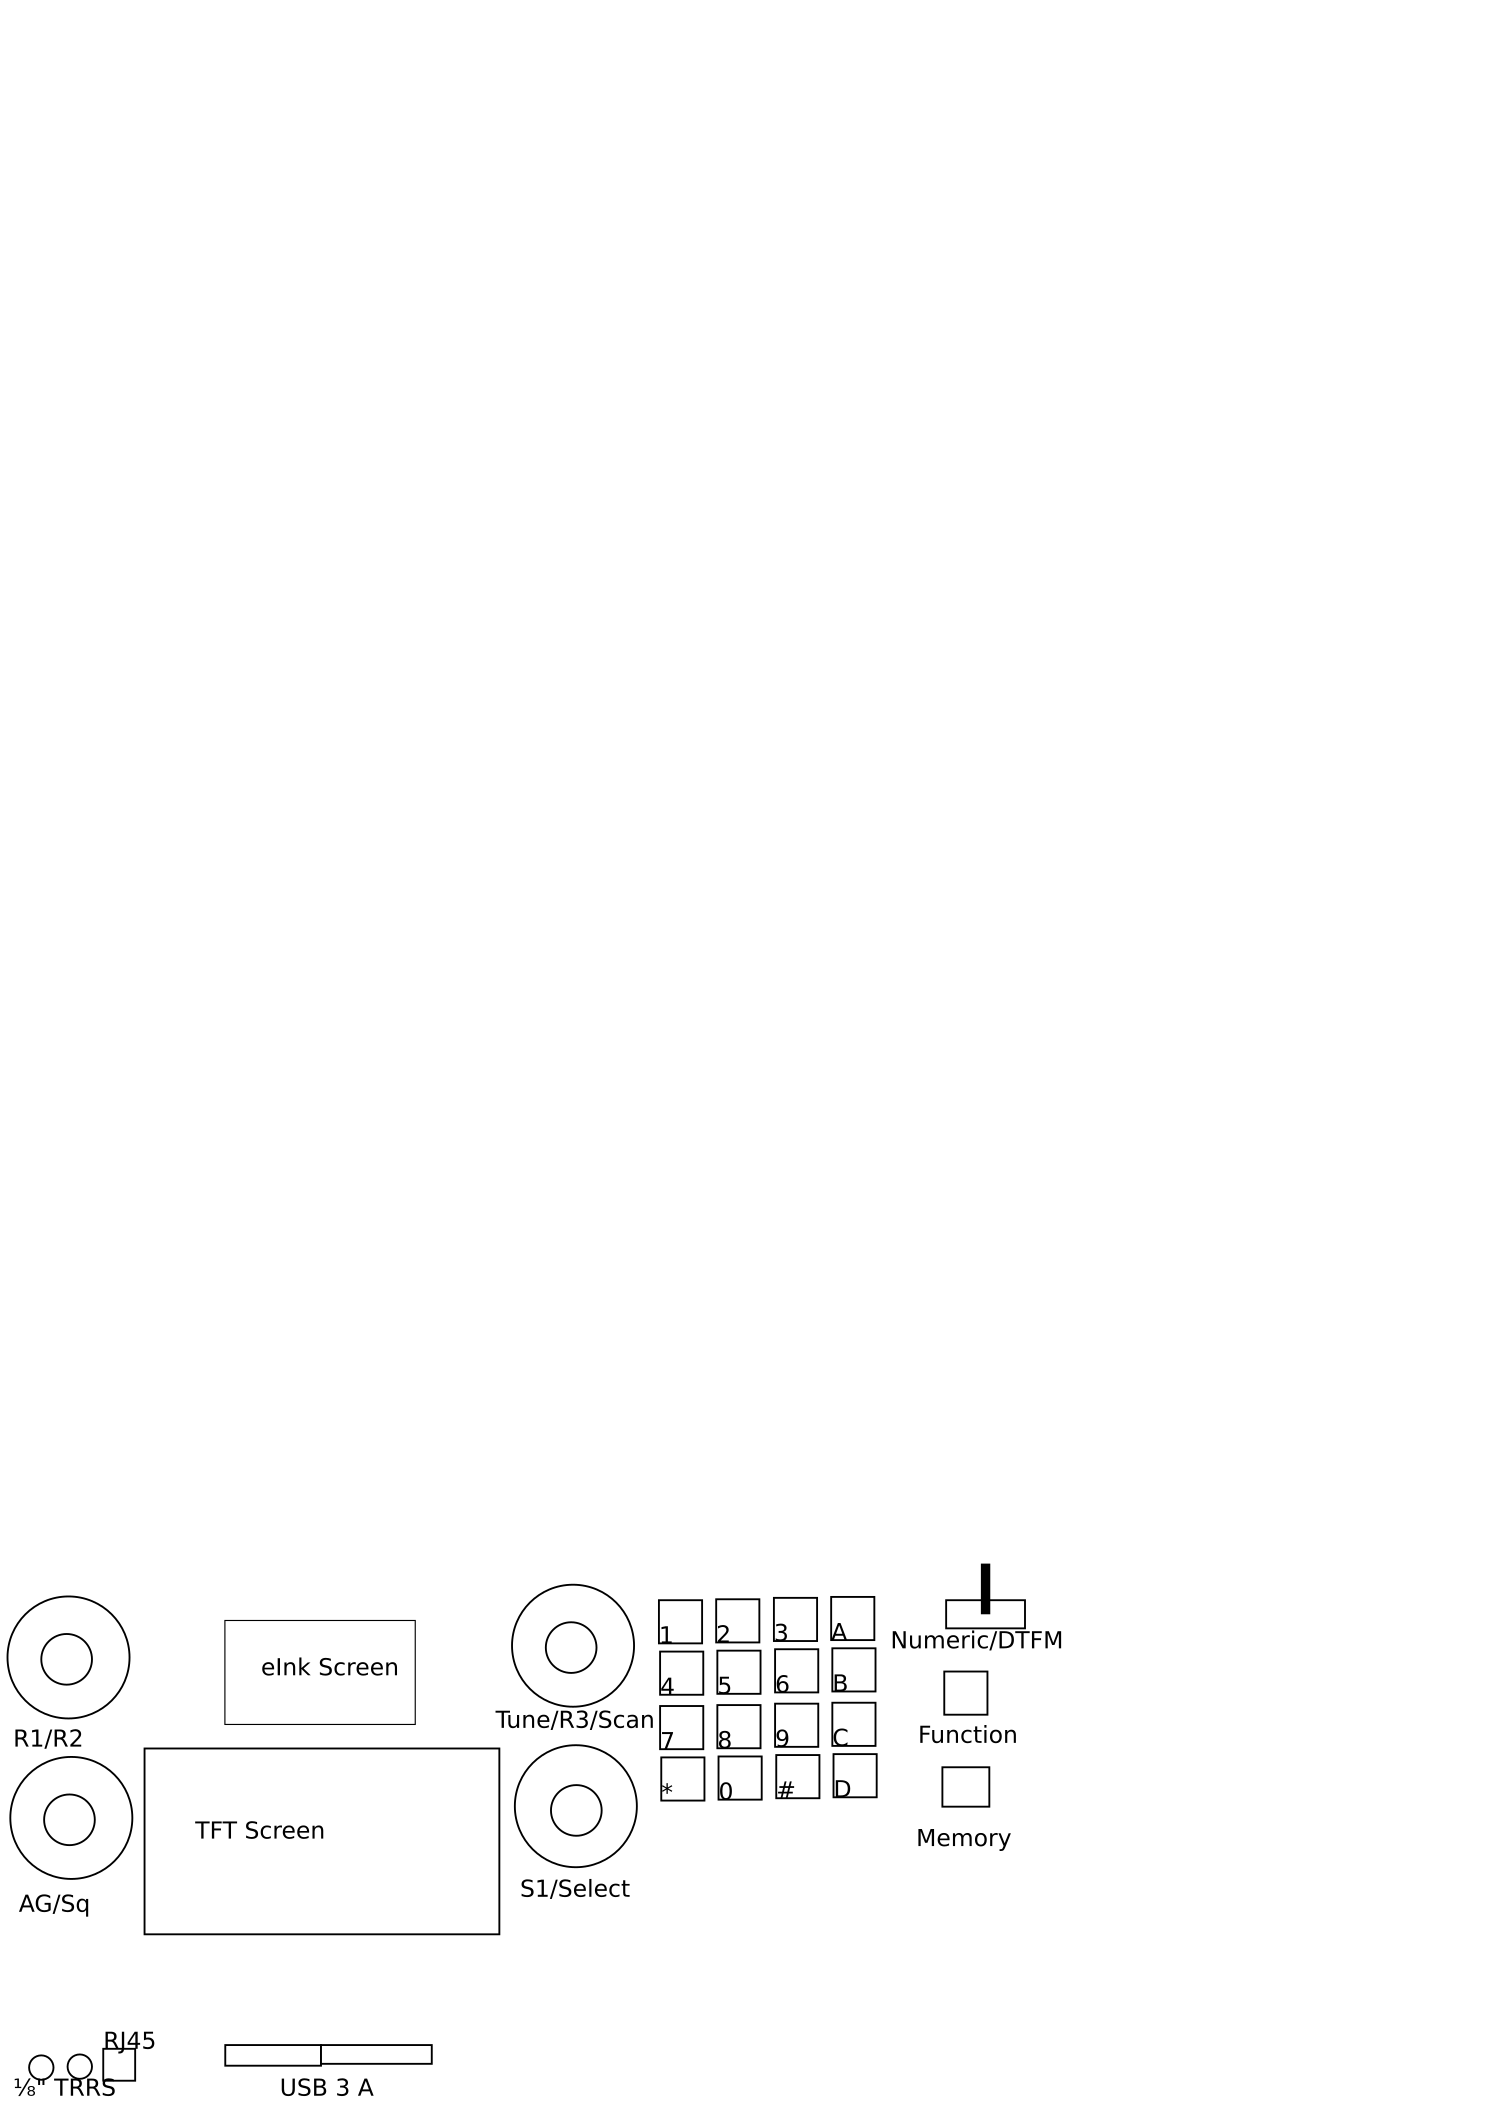 1 2 3 A
Numeric/DTFM
eInk Screen
4 5 6 B
Tune/R3/Scan
R1/R2
7 8 9 C
Function
* 0 # D
TFT Screen
Memory
S1/Select
AG/Sq
RJ45
⅛" TRRS
USB 3 A